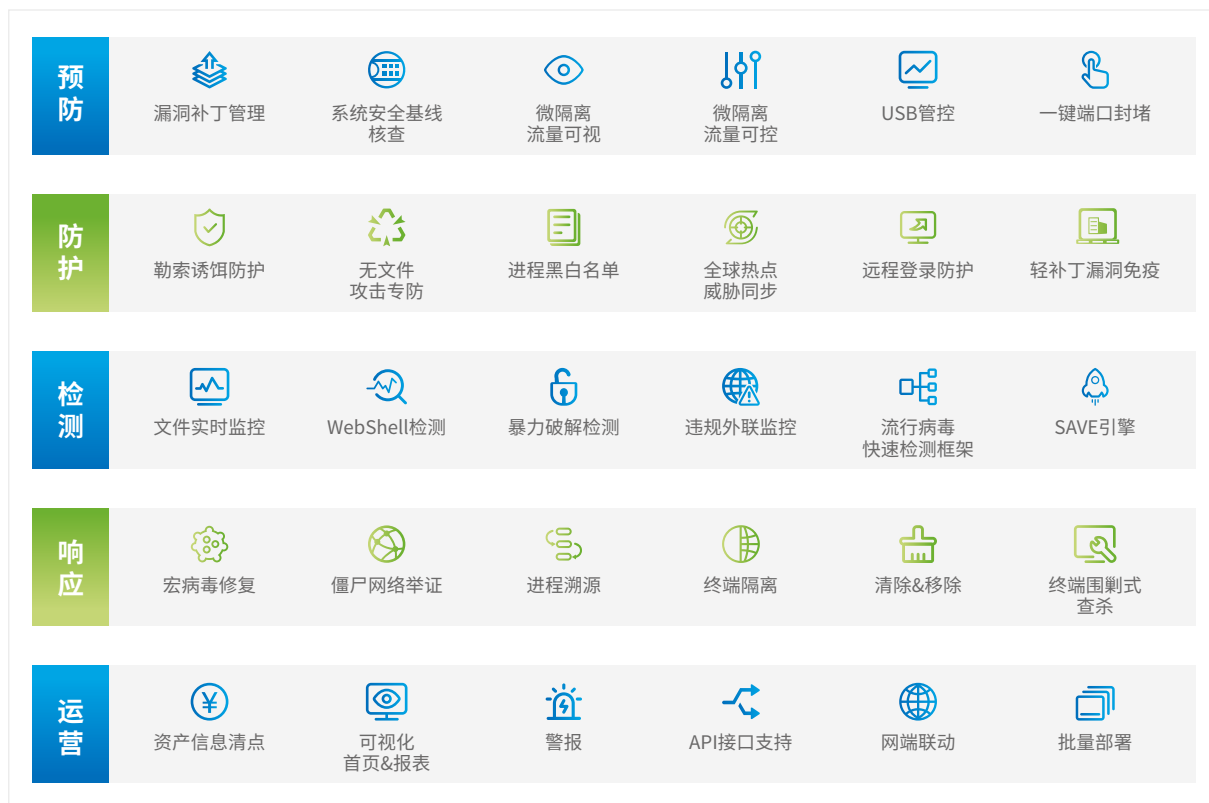 预
防
漏洞补丁管理
系统安全基线
核查
微隔离
流量可视
微隔离
流量可控
USB管控
一键端口封堵
防
护
勒索诱饵防护
无文件
攻击专防
进程黑白名单
全球热点
威胁同步
远程登录防护
轻补丁漏洞免疫
检
测
文件实时监控
WebShell检测
暴力破解检测
违规外联监控
流行病毒
快速检测框架
SAVE引擎
响
应
宏病毒修复
僵尸网络举证
进程溯源
终端隔离
清除&移除
终端围剿式
查杀
运
营
资产信息清点
可视化
首页&报表
警报
API接口支持
网端联动
批量部署